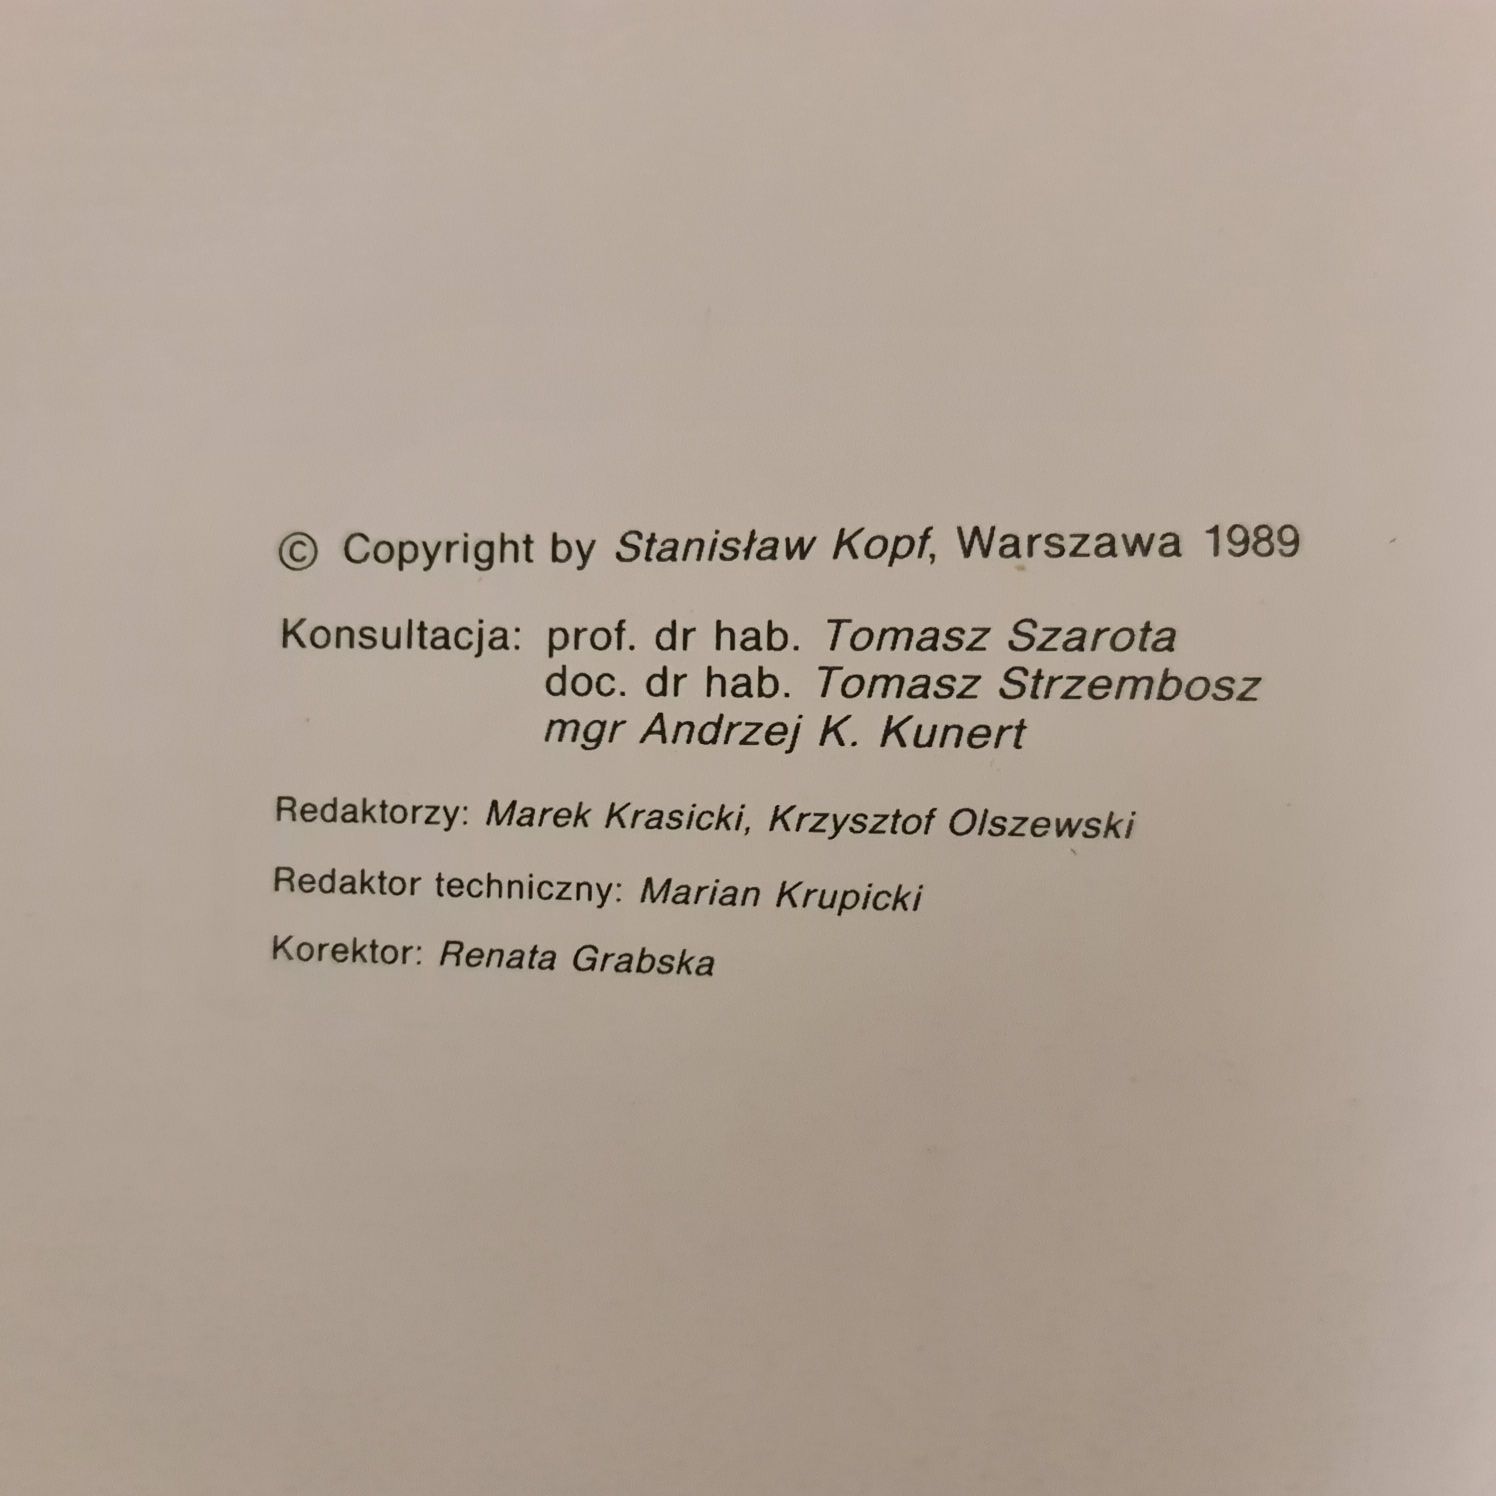 © Copyright by Stanisław Kopf, Warszawa 1989
Konsultacja: prof. dr hab. Tomasz Szarota
doc. dr hab. Tomasz Strzembosz
mgr Andrzej K. Kunert
Redaktorzy: Marek Krasicki, Krzysztof Olszewski
Redaktor techniczny: Marian Krupicki
Korektor: Renata Grabska